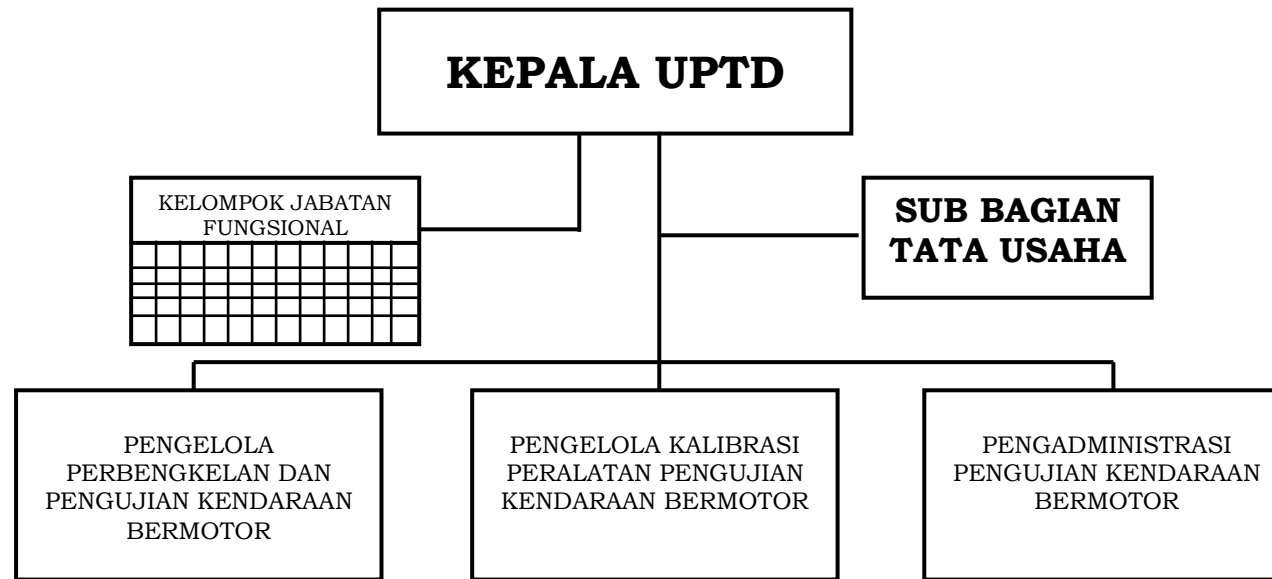 KEPALA UPTD
KELOMPOK JABATAN
FUNGSIONAL
SUB BAGIAN
TATA USAHA
PENGELOLA
PERBENGKELAN DAN
PENGUJIAN KENDARAAN
BERMOTOR
PENGELOLA KALIBRASI
PERALATAN PENGUJIAN
KENDARAAN BERMOTOR
PENGADMINISTRASI
PENGUJIAN KENDARAAN
BERMOTOR